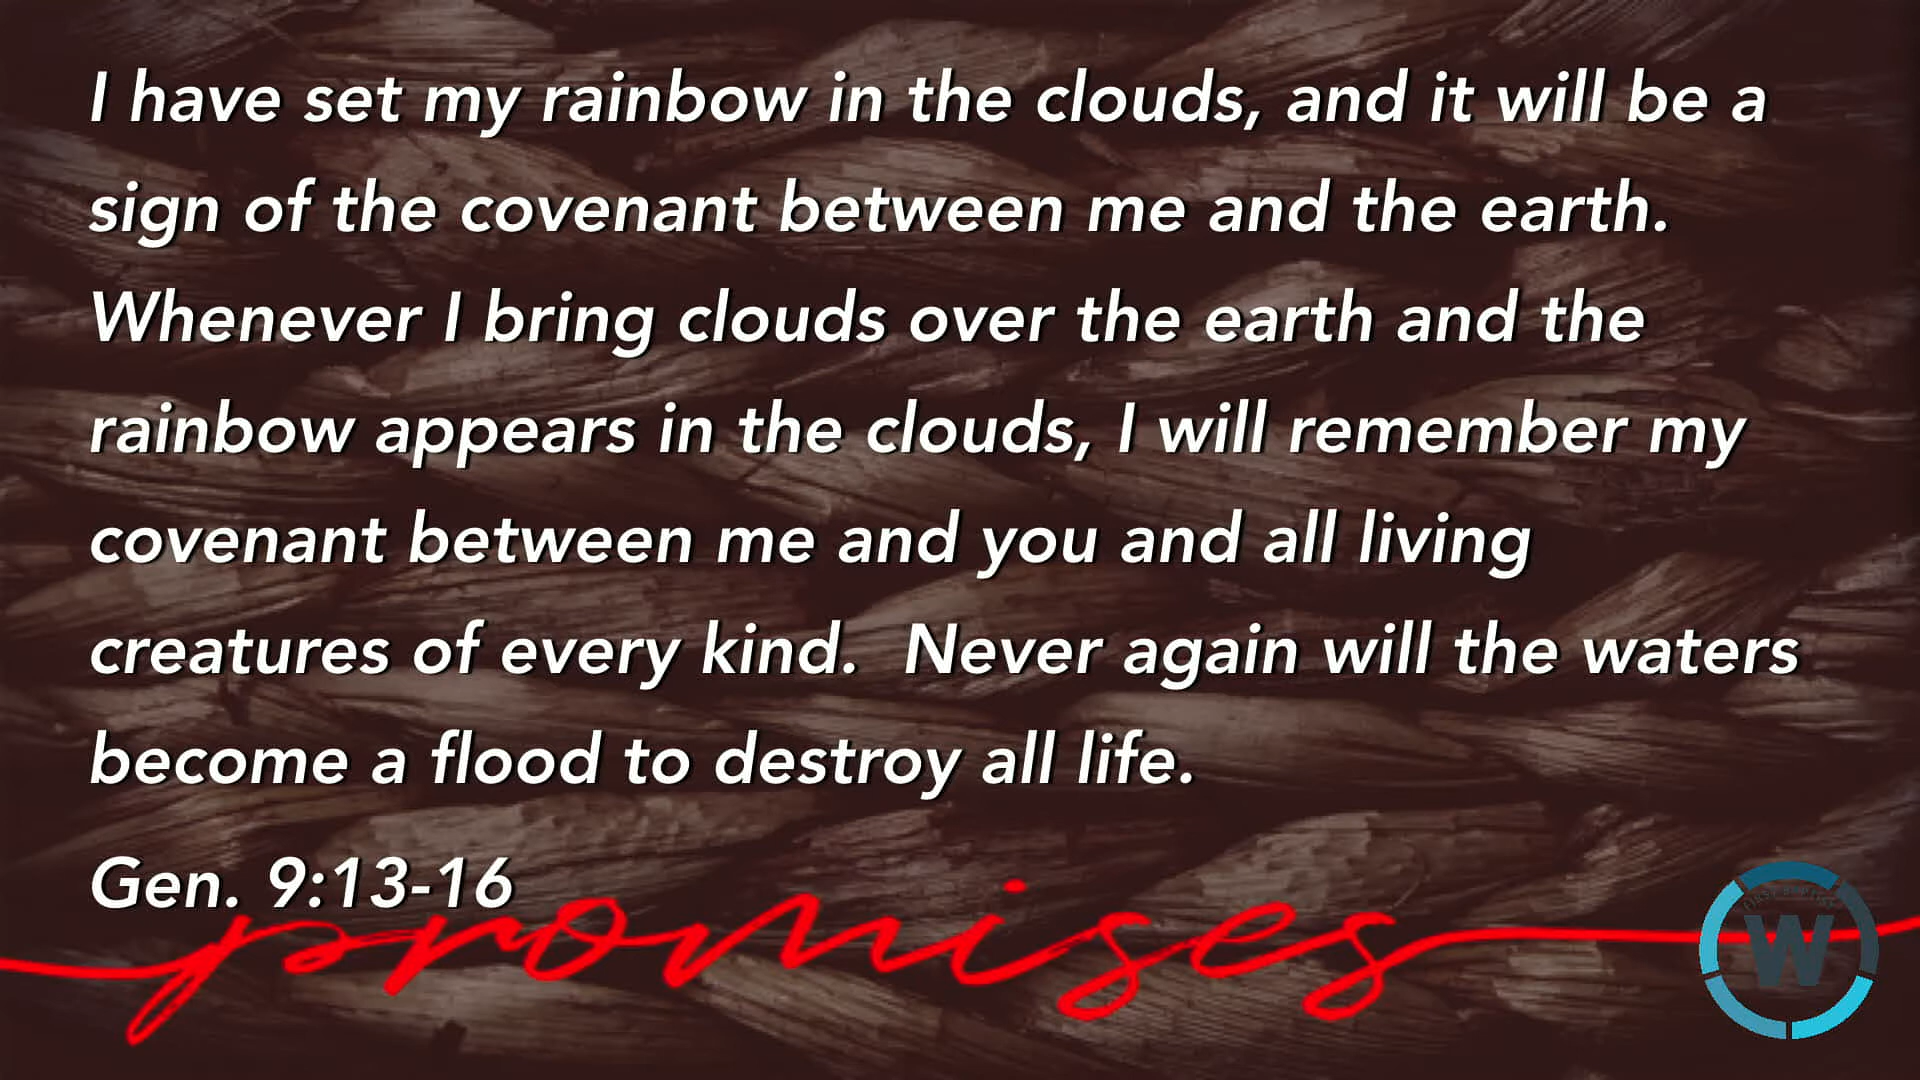 I have set my rainbow in the clouds, and it will be a
sign of the covenant between me and the earth.
Whenever I bring clouds over the earth and the
rainbow appears in the clouds, I will remember my
covenant between me and you and all living
creatures of every kind.  Never again will the waters
become a flood to destroy all life.
Gen. 9:13-16
promises
FIRST BAPTIST
W